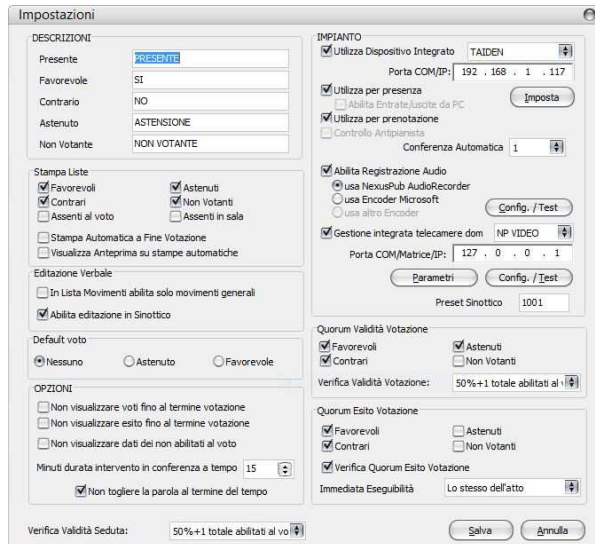 Impostazioni
DESCRIZIONI
Presente PRESENTE
Favorevole SI
Contrario NO
Astenuto ASTENSIONE
Non Votante NON VOTANTE
Stampa Liste
Favorevoli Astenuti
Contrari Non Votanti
Assenti al voto Assenti in sala
Stampa Automatica a Fine Votazione
Visualizza Anteprima su stampe automatiche
Editazione Verbale
In Lista Movimenti abilita solo movimenti generali
Abilita editazione in Sinottico
Default voto
Nessuno Astenuto Favorevole
OPZIONI
Non visualizzare voti fino al termine votazione
Non visualizzare esito fino al termine votazione
Non visualizzare dati dei non abilitati al voto
Minuti durata intervento in conferenza a tempo 15
Non togliere la parola al termine del tempo
Verifica Validità Seduta: 50%+1 totale abilitati al vo
IMPIANTO
Utilizza Dispositivo Integrato TAIDEN
Porta COM/IP: 192 . 168 . 1 . 117
Utilizza per presenza
Abilita Entrate/uscite da PC
Imposta
Utilizza per prenotazione
Controllo Antipianista
Conferenza Automatica 1
Abilita Registrazione Audio
usa NexusPub AudioRecorder
usa Encoder Microsoft
usa altro Encoder
Config. / Test
Gestione integrata telecamere dom NP VIDEO
Porta COM/Matrice/IP: 127 . 0 . 0 . 1
Parametri Config. / Test
Preset Sinottico 1001
Quorum Validità Votazione
Favorevoli Astenuti
Contrari Non Votanti
Verifica Validità Votazione: 50%+1 totale abilitati al
Quorum Esito Votazione
Favorevoli Astenuti
Contrari Non Votanti
Verifica Quorum Esito Votazione
Immediata Eseguibilità Lo stesso dell'atto
Salva Annulla